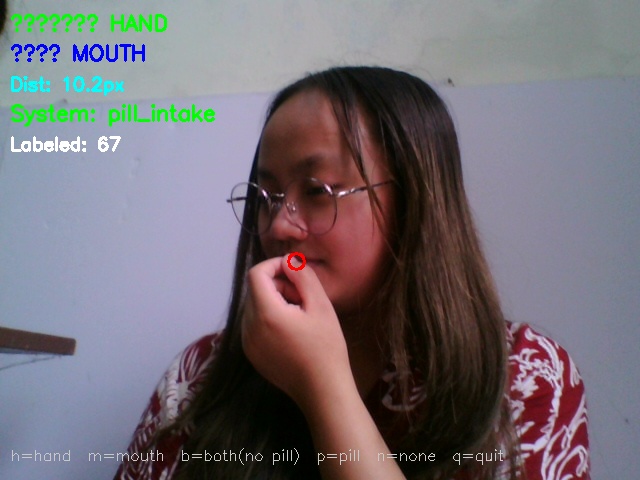 ??????? HAND
???? MOUTH
Dist: 10.2px
System: pill_intake
Labeled: 67
h=hand m=mouth b=both(no pill) p=pill n=none q=quit